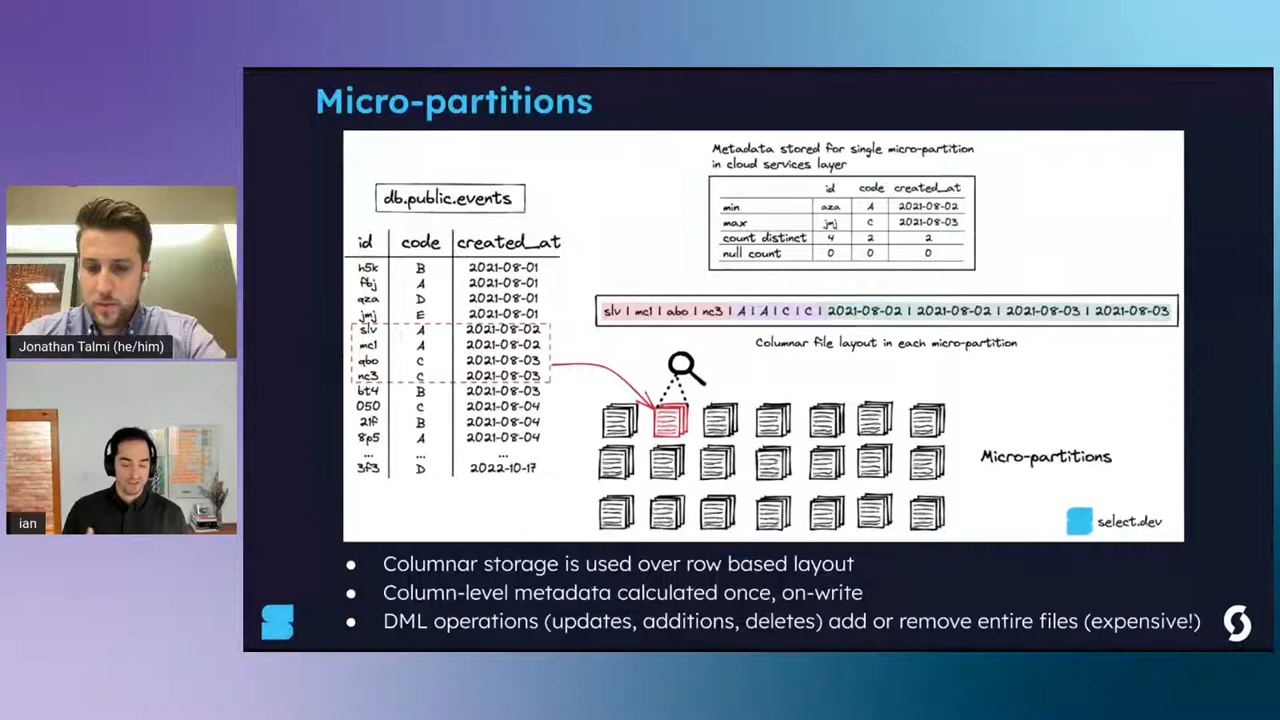 Micro-partitions
db.public.events
id code created_at
h5k B 2021-08-01
fbj A 2021-08-01
qza D 2021-08-01
jmj E 2021-08-01
slv A 2021-08-02
mc1 A 2021-08-02
qbo C 2021-08-03
nc3 C 2021-08-03
bt4 B 2021-08-03
050 C 2021-08-04
21f B 2021-08-04
8p5 A 2021-08-04
... ... ...
3f3 D 2022-10-17
Metadata stored for single micro-partition
in cloud services layer
id code created_at
min aza A 2021-08-02
max jmj C 2021-08-03
count distinct 4 2 2
null count 0 0 0
slv | mc1 | abo | nc3 | A | A | C | C | 2021-08-02 | 2021-08-02 | 2021-08-03 | 2021-08-03
Columnar file layout in each micro-partition
Micro-partitions
select.dev
Jonathan Talmi (he/him)
ian
● Columnar storage is used over row based layout
● Column-level metadata calculated once, on-write
● DML operations (updates, additions, deletes) add or remove entire files (expensive!)